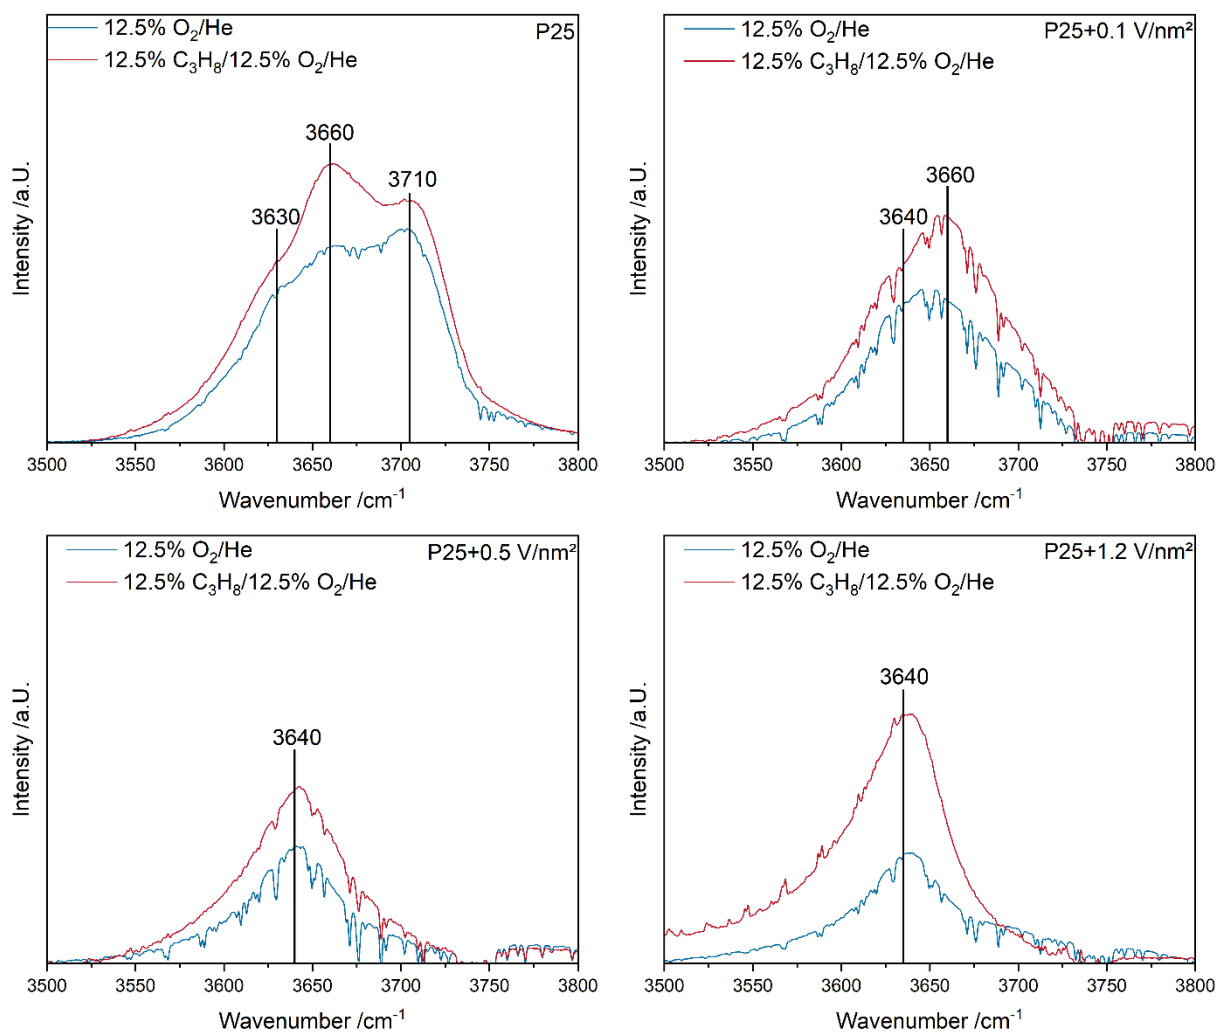 12.5% O₂/He
12.5% C₃H₈/12.5% O₂/He
P25
3660
3710
3630
Intensity /a.U.
3500 3550 3600 3650 3700 3750 3800
Wavenumber /cm⁻¹
12.5% O₂/He
12.5% C₃H₈/12.5% O₂/He
P25+0.1 V/nm²
3660
3640
Intensity /a.U.
3500 3550 3600 3650 3700 3750 3800
Wavenumber /cm⁻¹
12.5% O₂/He
12.5% C₃H₈/12.5% O₂/He
P25+0.5 V/nm²
3640
Intensity /a.U.
3500 3550 3600 3650 3700 3750 3800
Wavenumber /cm⁻¹
12.5% O₂/He
12.5% C₃H₈/12.5% O₂/He
P25+1.2 V/nm²
3640
Intensity /a.U.
3500 3550 3600 3650 3700 3750 3800
Wavenumber /cm⁻¹